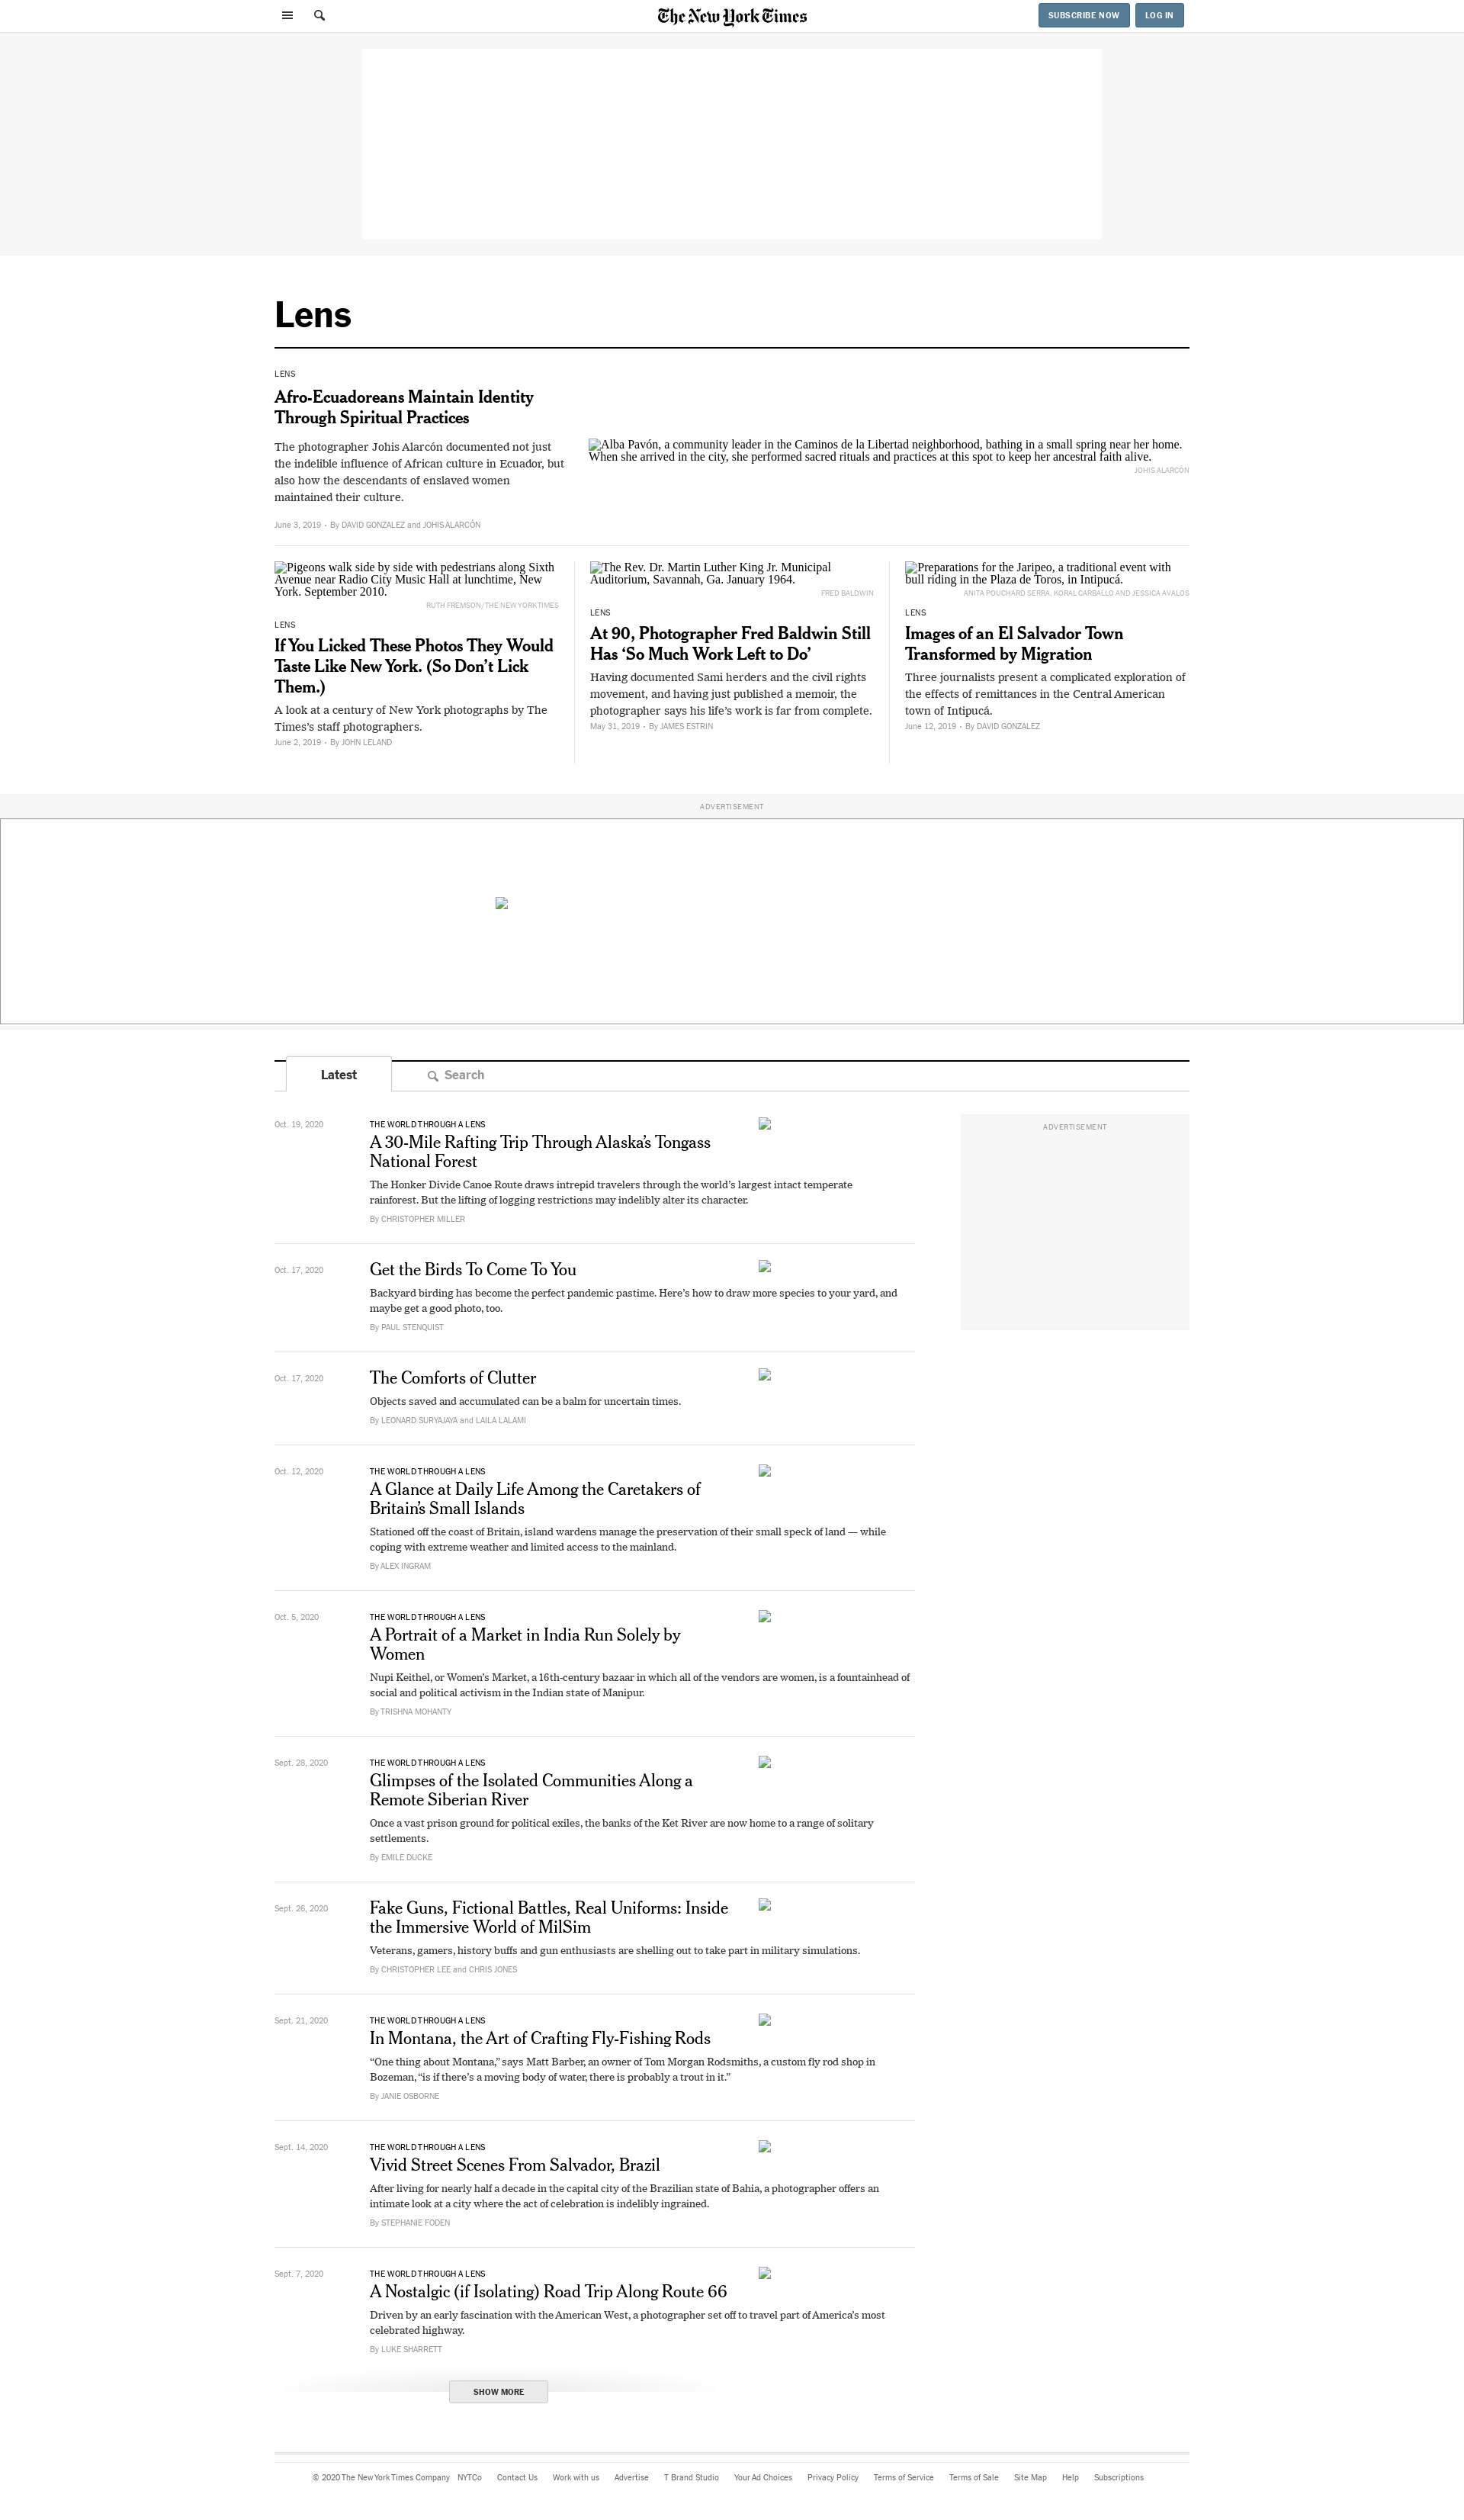 The New York Times
SUBSCRIBE NOW
LOG IN
Lens
LENS
Afro-Ecuadoreans Maintain Identity
Through Spiritual Practices
The photographer Johis Alarcón documented not just
the indelible influence of African culture in Ecuador, but
also how the descendants of enslaved women
maintained their culture.
June 3, 2019 • By DAVID GONZALEZ and JOHIS ALARCÓN
Alba Pavón, a community leader in the Caminos de la Libertad neighborhood, bathing in a small spring near her home.
When she arrived in the city, she performed sacred rituals and practices at this spot to keep her ancestral faith alive.
JOHIS ALARCÓN
Pigeons walk side by side with pedestrians along Sixth
Avenue near Radio City Music Hall at lunchtime, New
York. September 2010.
RUTH FREMSON/THE NEW YORK TIMES
LENS
If You Licked These Photos They Would
Taste Like New York. (So Don’t Lick
Them.)
A look at a century of New York photographs by The
Times’s staff photographers.
June 2, 2019 • By JOHN LELAND
The Rev. Dr. Martin Luther King Jr. Municipal
Auditorium, Savannah, Ga. January 1964.
FRED BALDWIN
LENS
At 90, Photographer Fred Baldwin Still
Has ‘So Much Work Left to Do’
Having documented Sami herders and the civil rights
movement, and having just published a memoir, the
photographer says his life’s work is far from complete.
May 31, 2019 • By JAMES ESTRIN
Preparations for the Jaripeo, a traditional event with
bull riding in the Plaza de Toros, in Intipucá.
ANITA POUCHARD SERRA, KORAL CARBALLO AND JESSICA AVALOS
LENS
Images of an El Salvador Town
Transformed by Migration
Three journalists present a complicated exploration of
the effects of remittances in the Central American
town of Intipucá.
June 12, 2019 • By DAVID GONZALEZ
ADVERTISEMENT
Latest
Search
ADVERTISEMENT
Oct. 19, 2020
THE WORLD THROUGH A LENS
A 30-Mile Rafting Trip Through Alaska’s Tongass
National Forest
The Honker Divide Canoe Route draws intrepid travelers through the world’s largest intact temperate
rainforest. But the lifting of logging restrictions may indelibly alter its character.
By CHRISTOPHER MILLER
Oct. 17, 2020
Get the Birds To Come To You
Backyard birding has become the perfect pandemic pastime. Here’s how to draw more species to your yard, and
maybe get a good photo, too.
By PAUL STENQUIST
Oct. 17, 2020
The Comforts of Clutter
Objects saved and accumulated can be a balm for uncertain times.
By LEONARD SURYAJAYA and LAILA LALAMI
Oct. 12, 2020
THE WORLD THROUGH A LENS
A Glance at Daily Life Among the Caretakers of
Britain’s Small Islands
Stationed off the coast of Britain, island wardens manage the preservation of their small speck of land — while
coping with extreme weather and limited access to the mainland.
By ALEX INGRAM
Oct. 5, 2020
THE WORLD THROUGH A LENS
A Portrait of a Market in India Run Solely by
Women
Nupi Keithel, or Women’s Market, a 16th-century bazaar in which all of the vendors are women, is a fountainhead of
social and political activism in the Indian state of Manipur.
By TRISHNA MOHANTY
Sept. 28, 2020
THE WORLD THROUGH A LENS
Glimpses of the Isolated Communities Along a
Remote Siberian River
Once a vast prison ground for political exiles, the banks of the Ket River are now home to a range of solitary
settlements.
By EMILE DUCKE
Sept. 26, 2020
Fake Guns, Fictional Battles, Real Uniforms: Inside
the Immersive World of MilSim
Veterans, gamers, history buffs and gun enthusiasts are shelling out to take part in military simulations.
By CHRISTOPHER LEE and CHRIS JONES
Sept. 21, 2020
THE WORLD THROUGH A LENS
In Montana, the Art of Crafting Fly-Fishing Rods
“One thing about Montana,” says Matt Barber, an owner of Tom Morgan Rodsmiths, a custom fly rod shop in
Bozeman, “is if there’s a moving body of water, there is probably a trout in it.”
By JANIE OSBORNE
Sept. 14, 2020
THE WORLD THROUGH A LENS
Vivid Street Scenes From Salvador, Brazil
After living for nearly half a decade in the capital city of the Brazilian state of Bahia, a photographer offers an
intimate look at a city where the act of celebration is indelibly ingrained.
By STEPHANIE FODEN
Sept. 7, 2020
THE WORLD THROUGH A LENS
A Nostalgic (if Isolating) Road Trip Along Route 66
Driven by an early fascination with the American West, a photographer set off to travel part of America’s most
celebrated highway.
By LUKE SHARRETT
SHOW MORE
© 2020 The New York Times Company NYTCo Contact Us Work with us Advertise T Brand Studio Your Ad Choices Privacy Policy Terms of Service Terms of Sale Site Map Help Subscriptions